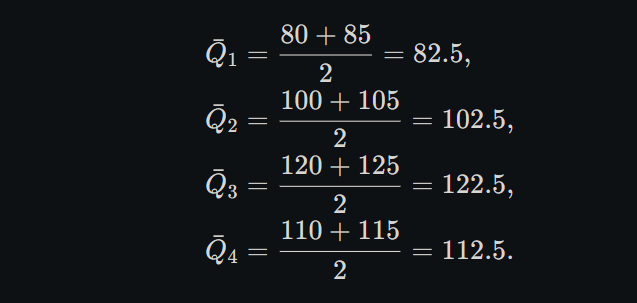 Q̄₁ = (80 + 85)/2 = 82.5,
Q̄₂ = (100 + 105)/2 = 102.5,
Q̄₃ = (120 + 125)/2 = 122.5,
Q̄₄ = (110 + 115)/2 = 112.5.